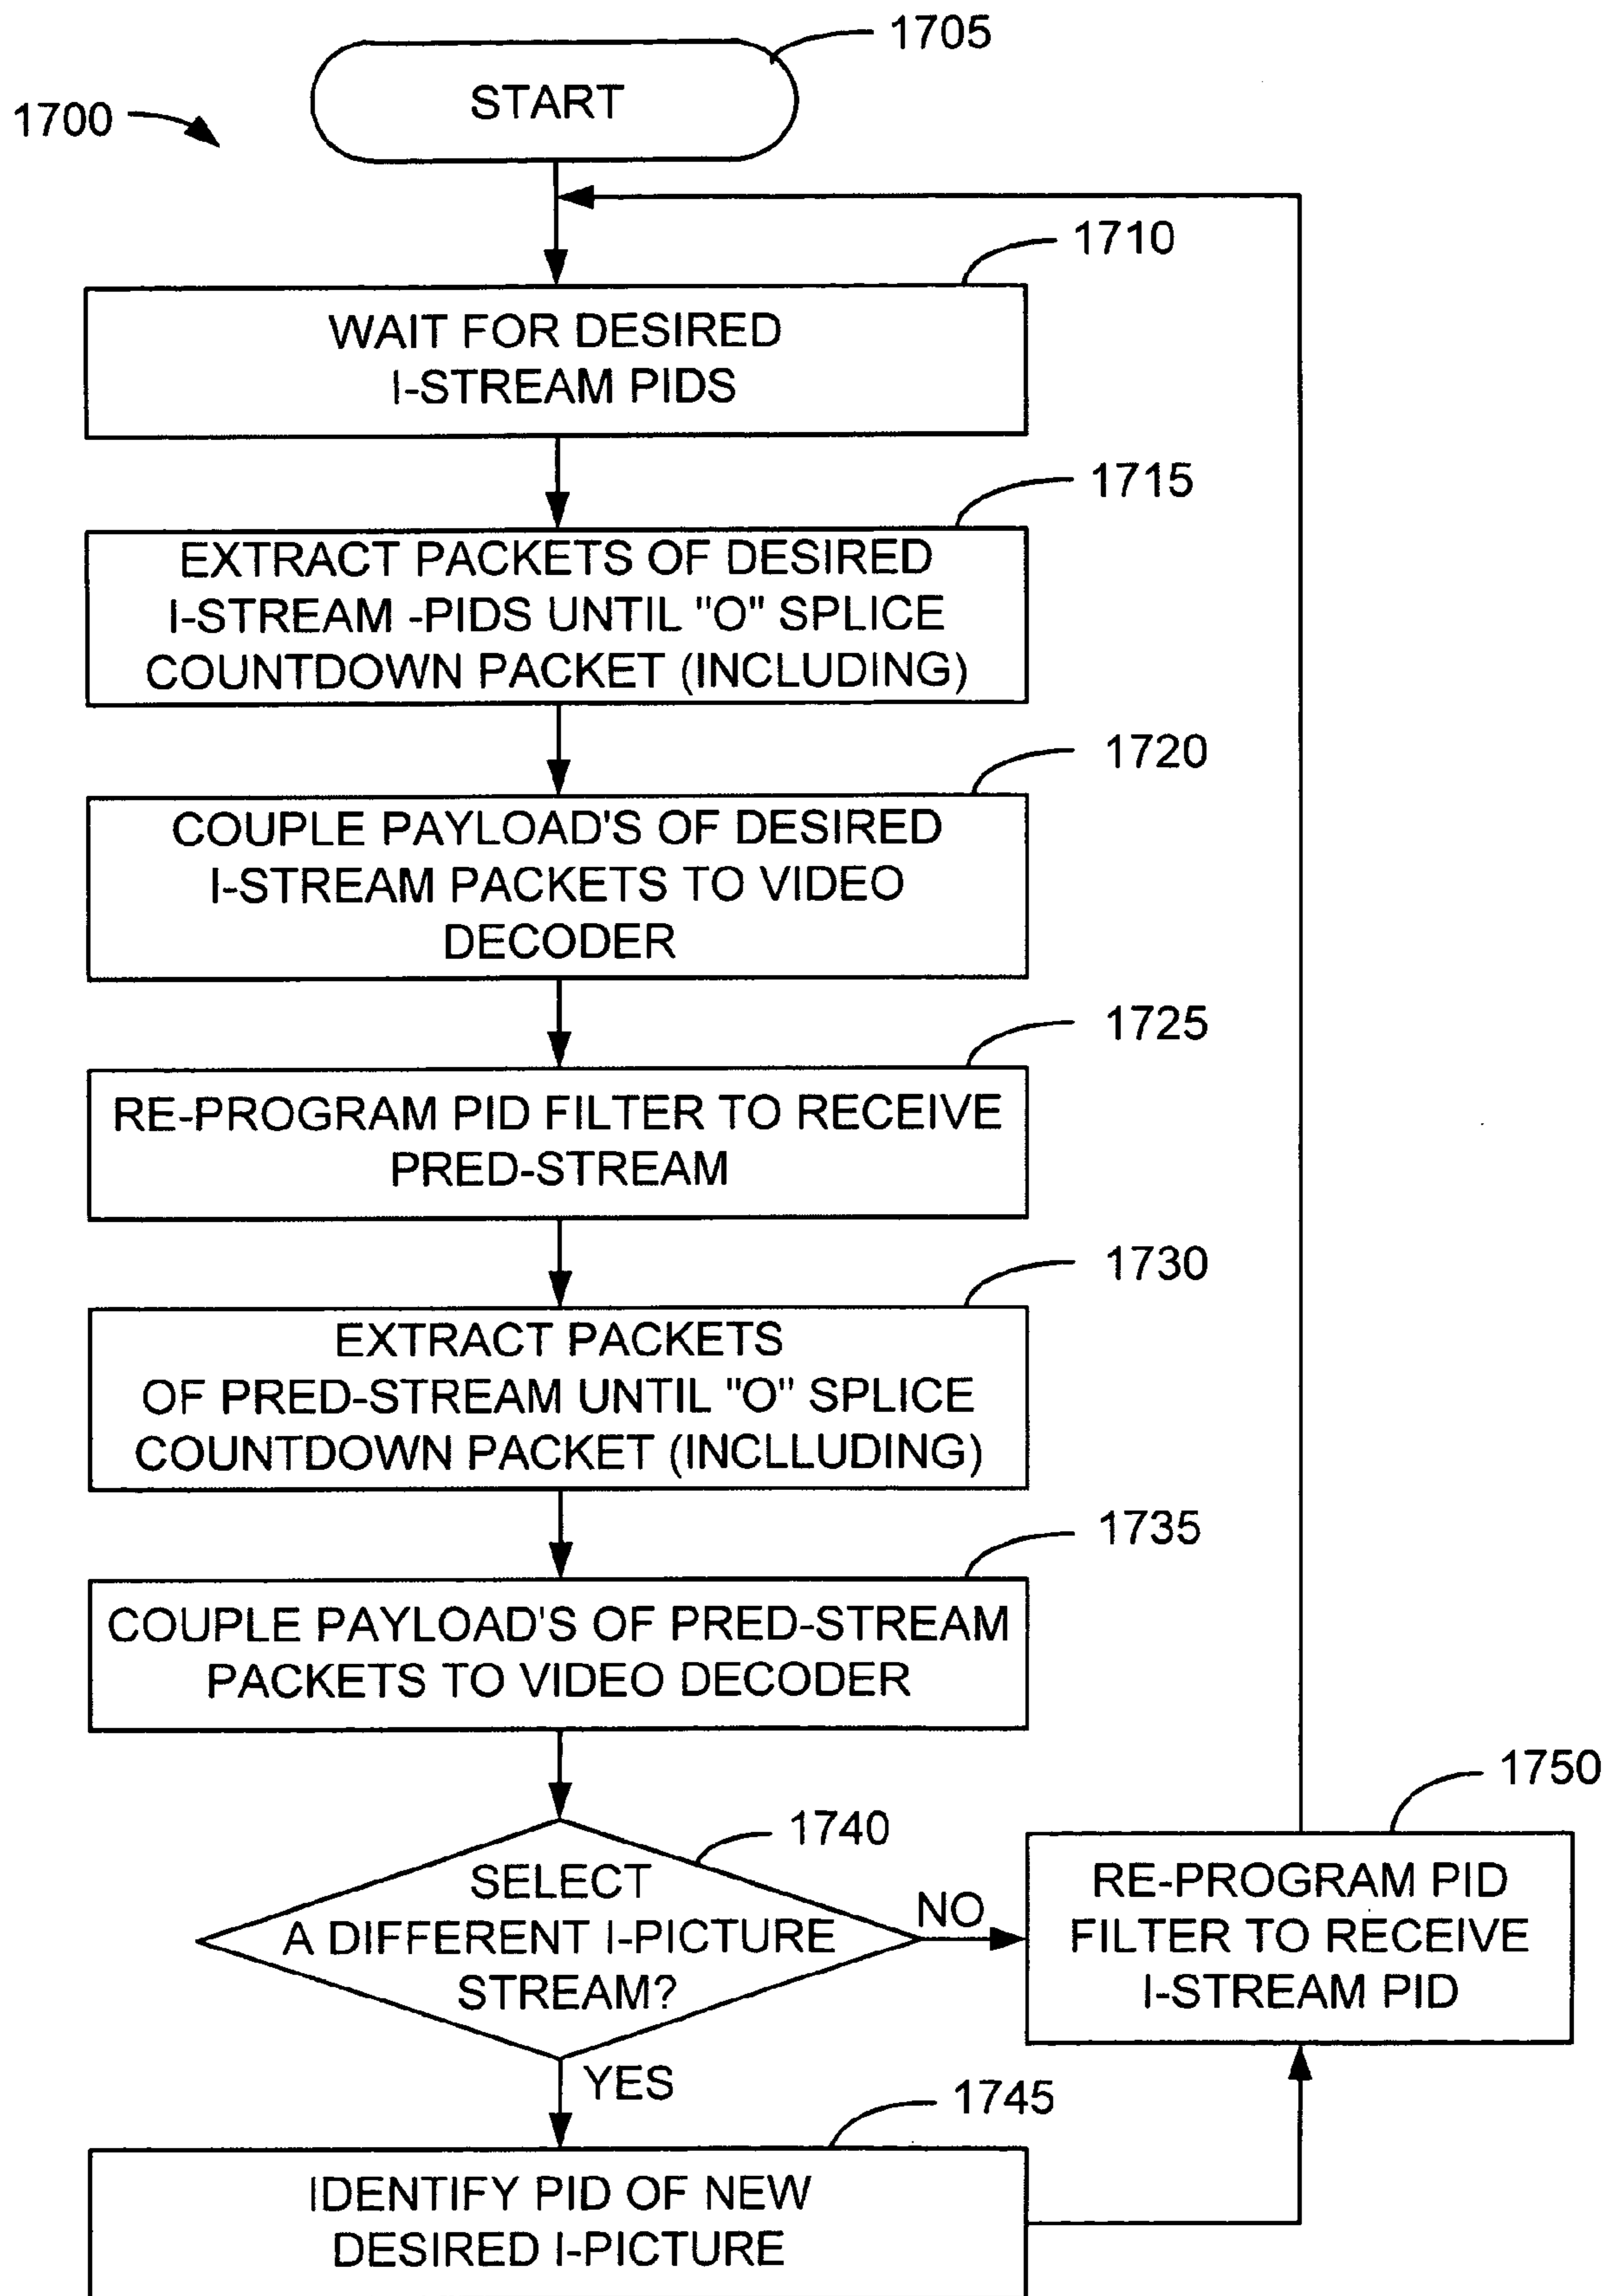 1705
START
1700
1710
WAIT FOR DESIRED
I-STREAM PIDS
1715
EXTRACT PACKETS OF DESIRED
I-STREAM -PIDS UNTIL "O" SPLICE
COUNTDOWN PACKET (INCLUDING)
1720
COUPLE PAYLOAD'S OF DESIRED
I-STREAM PACKETS TO VIDEO
DECODER
1725
RE-PROGRAM PID FILTER TO RECEIVE
PRED-STREAM
1730
EXTRACT PACKETS
OF PRED-STREAM UNTIL "O" SPLICE
COUNTDOWN PACKET (INCLLUDING)
1735
COUPLE PAYLOAD'S OF PRED-STREAM
PACKETS TO VIDEO DECODER
1740
SELECT
A DIFFERENT I-PICTURE
STREAM?
NO
1750
RE-PROGRAM PID
FILTER TO RECEIVE
I-STREAM PID
YES
1745
IDENTIFY PID OF NEW
DESIRED I-PICTURE